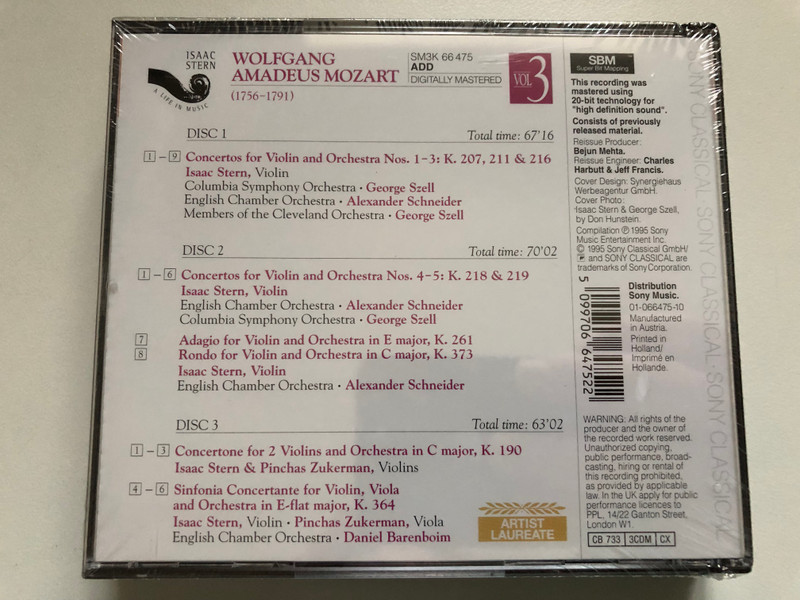 ISAAC
STERN
A LIFE IN MUSIC
WOLFGANG
AMADEUS MOZART
(1756–1791)
SM3K 66 475
ADD
DIGITALLY MASTERED
VOL 3
DISC 1 Total time: 67'16
1 – 9 Concertos for Violin and Orchestra Nos. 1–3: K. 207, 211 & 216
Isaac Stern, Violin
Columbia Symphony Orchestra · George Szell
English Chamber Orchestra · Alexander Schneider
Members of the Cleveland Orchestra · George Szell
DISC 2 Total time: 70'02
1 – 6 Concertos for Violin and Orchestra Nos. 4–5: K. 218 & 219
Isaac Stern, Violin
English Chamber Orchestra · Alexander Schneider
Columbia Symphony Orchestra · George Szell
7 Adagio for Violin and Orchestra in E major, K. 261
8 Rondo for Violin and Orchestra in C major, K. 373
Isaac Stern, Violin
English Chamber Orchestra · Alexander Schneider
DISC 3 Total time: 63'02
1 – 3 Concertone for 2 Violins and Orchestra in C major, K. 190
Isaac Stern & Pinchas Zukerman, Violins
4 – 6 Sinfonia Concertante for Violin, Viola
and Orchestra in E-flat major, K. 364
Isaac Stern, Violin · Pinchas Zukerman, Viola
English Chamber Orchestra · Daniel Barenboim
ARTIST
LAUREATE
SBM
Super Bit Mapping
This recording was
mastered using
20-bit technology for
"high definition sound".
Consists of previously
released material.
Reissue Producer:
Bejun Mehta.
Reissue Engineer: Charles
Harbutt & Jeff Francis.
Cover Design: Synergiehaus
Werbeagentur GmbH.
Cover Photo:
Isaac Stern & George Szell,
by Don Hunstein.
Compilation ℗ 1995 Sony
Music Entertainment Inc.
© 1995 Sony Classical GmbH/
and SONY CLASSICAL are
trademarks of Sony Corporation.
5 099706 647522
Distribution
Sony Music.
01-066475-10
Manufactured
in Austria.
Printed in
Holland/
Imprimé en
Hollande.
WARNING: All rights of the
producer and the owner of
the recorded work reserved.
Unauthorized copying,
public performance, broad-
casting, hiring or rental of
this recording prohibited,
as provided by applicable
law. In the UK apply for public
performance licences to
PPL, 14/22 Ganton Street,
London W1.
CB 733 3CDM CX
SONY CLASSICAL · SONY CLASSICAL · SONY CLASSICAL · SONY CLASSICAL